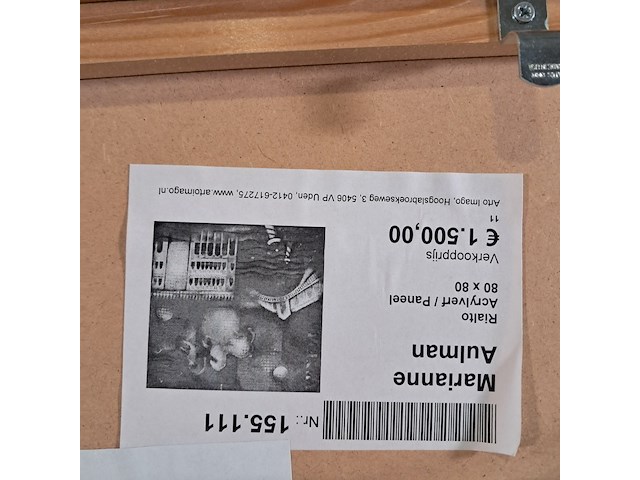 Nr.: 155.111
Marianne
Aulman
Rialto
Acrylverf / Paneel
80 x 80
Verkoopprijs
€ 1.500,00
11
Arto Imago, Hoogslabroekseweg 3, 5406 VP Uden, 0412-617275, www.artoimago.nl